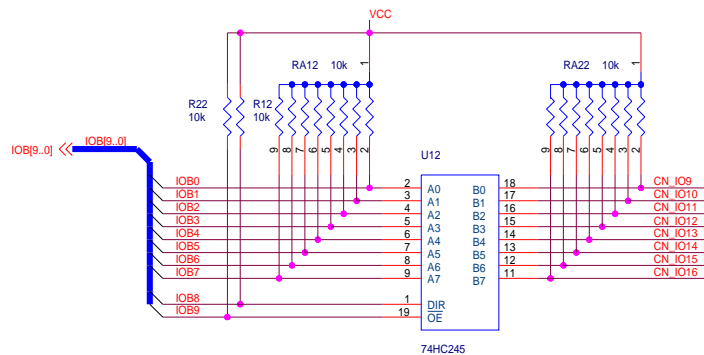 VCC
RA12 10k
RA22 10k
1
1
R22
10k
R12
10k
9 8 7 6 5 4 3 2
9 8 7 6 5 4 3 2
IOB[9..0]
IOB[9..0]
U12
IOB0 2 A0 B0 18 CN_IO9
IOB1 3 A1 B1 17 CN_IO10
IOB2 4 A2 B2 16 CN_IO11
IOB3 5 A3 B3 15 CN_IO12
IOB4 6 A4 B4 14 CN_IO13
IOB5 7 A5 B5 13 CN_IO14
IOB6 8 A6 B6 12 CN_IO15
IOB7 9 A7 B7 11 CN_IO16
IOB8 1 DIR
IOB9 19 OE
74HC245